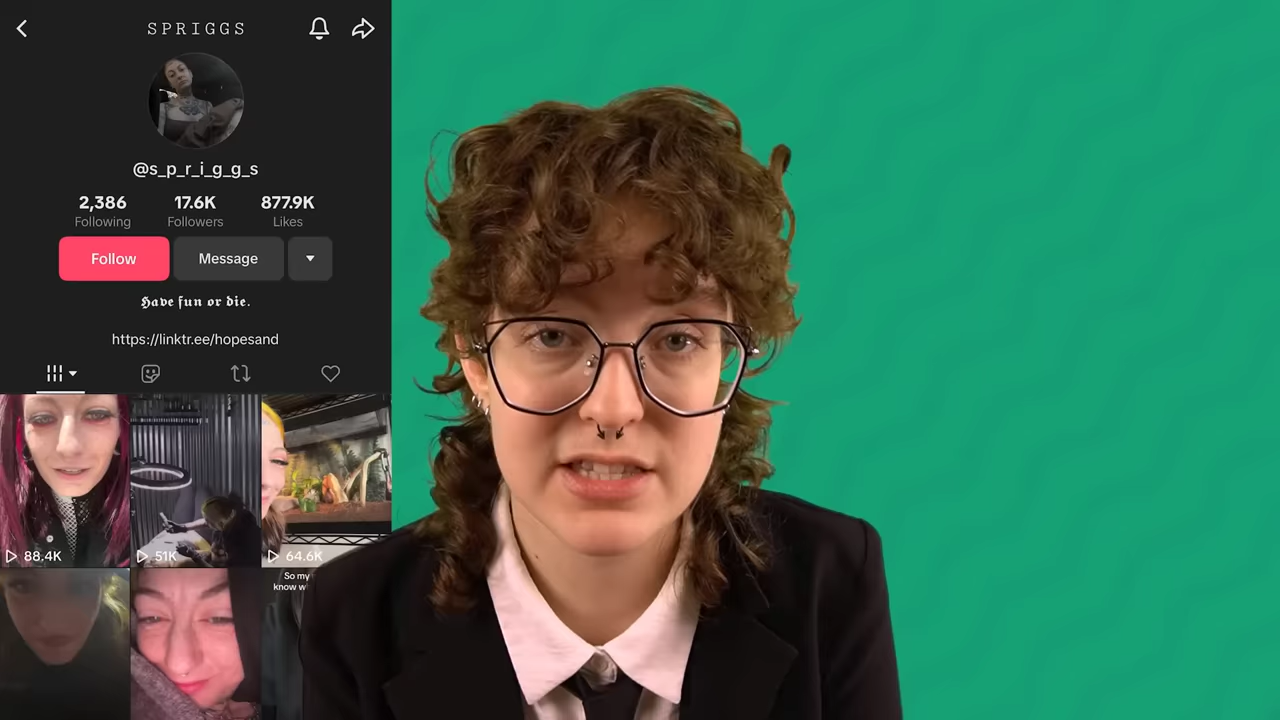 SPRIGGS
@s_p_r_i_g_g_s
2,386 17.6K 877.9K
Following Followers Likes
Follow Message
𝕳𝖆𝖛𝖊 𝖋𝖚𝖓 𝖔𝖗 𝖉𝖎𝖊.
https://linktr.ee/hopesand
88.4K 51K 64.6K
So my
know